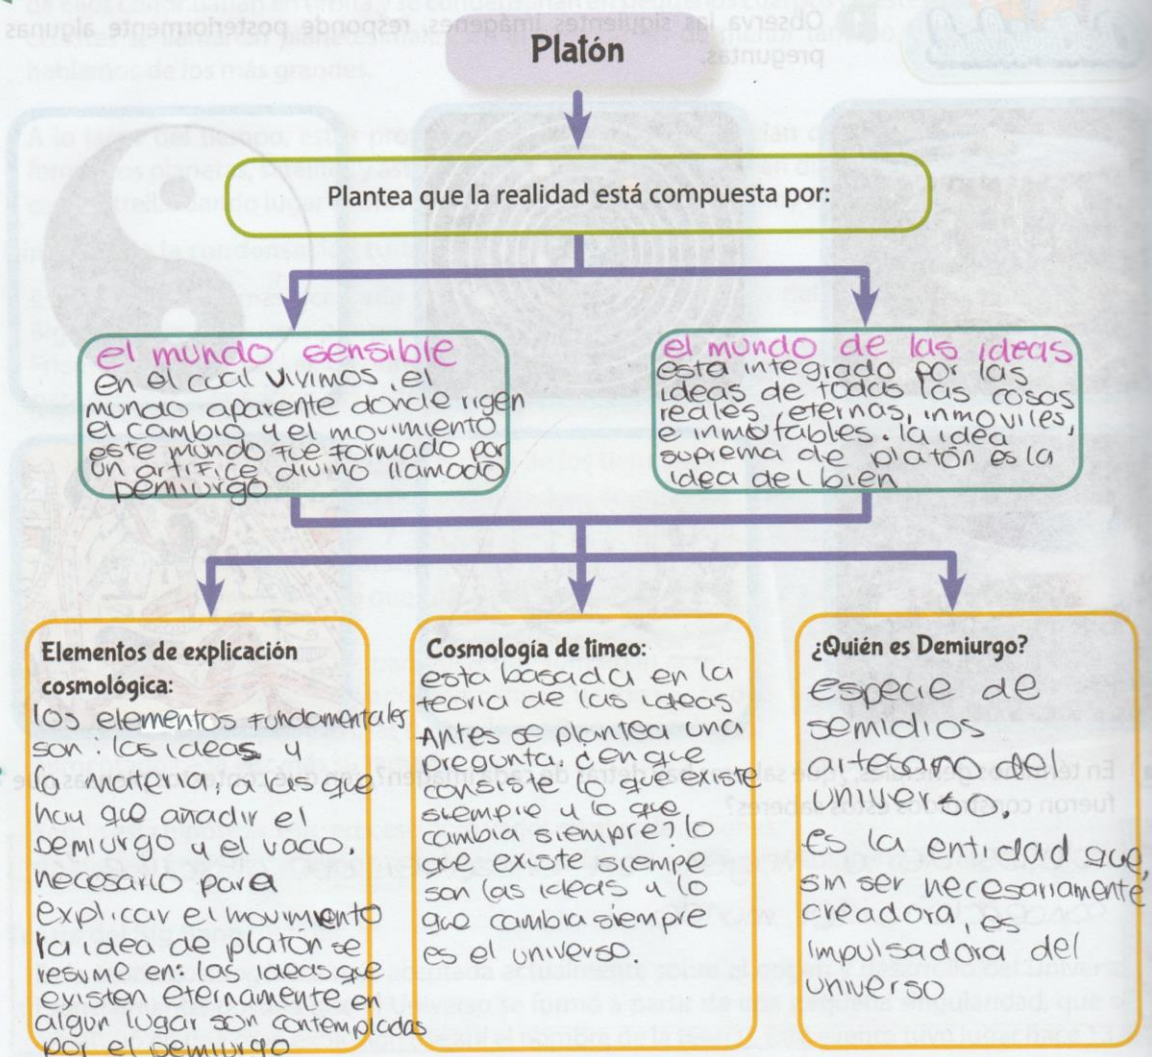 Observa las siguientes imágenes, responde posteriormente algunas
preguntas.
hablamos de los más grandes.
Platón
Plantea que la realidad está compuesta por:
el mundo sensible
en el cual vivimos, el
mundo aparente donde rigen
el cambio y el movimiento
este mundo fue formado por
un artifice divino llamado
Demiurgo
el mundo de las ideas
esta integrado por las
ideas de todas las cosas
reales, eternas, inmoviles,
e inmutables. la idea
suprema de platón es la
idea del bien
Elementos de explicación
cosmológica:
los elementos fundamentales
son: las ideas y
la materia, a las que
hay que añadir el
Demiurgo y el vacio.
necesario para
explicar el movimiento
la idea de platón se
resume en: las ideas que
existen eternamente en
algun lugar son contempladas
por el Demiurgo
Cosmología de timeo:
esta basada en la
teoria de las ideas
Antes se plantea una
pregunta: ¿en que
consiste lo que existe
siempre y lo que
cambia siempre? lo
que existe siempre
son las ideas y lo
que cambia siempre
es el universo.
¿Quién es Demiurgo?
especie de
semidios
artesano del
universo.
es la entidad que,
sin ser necesariamente
creadora, es
impulsadora del
universo